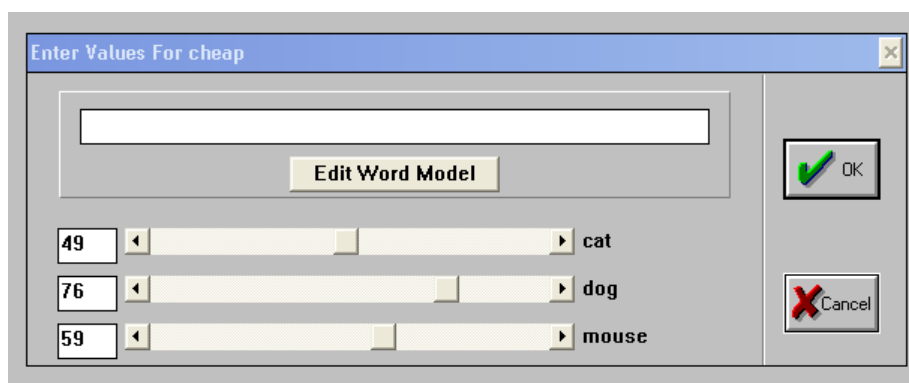 Enter Values For cheap
Edit Word Model
OK
49 cat
76 dog
Cancel
59 mouse